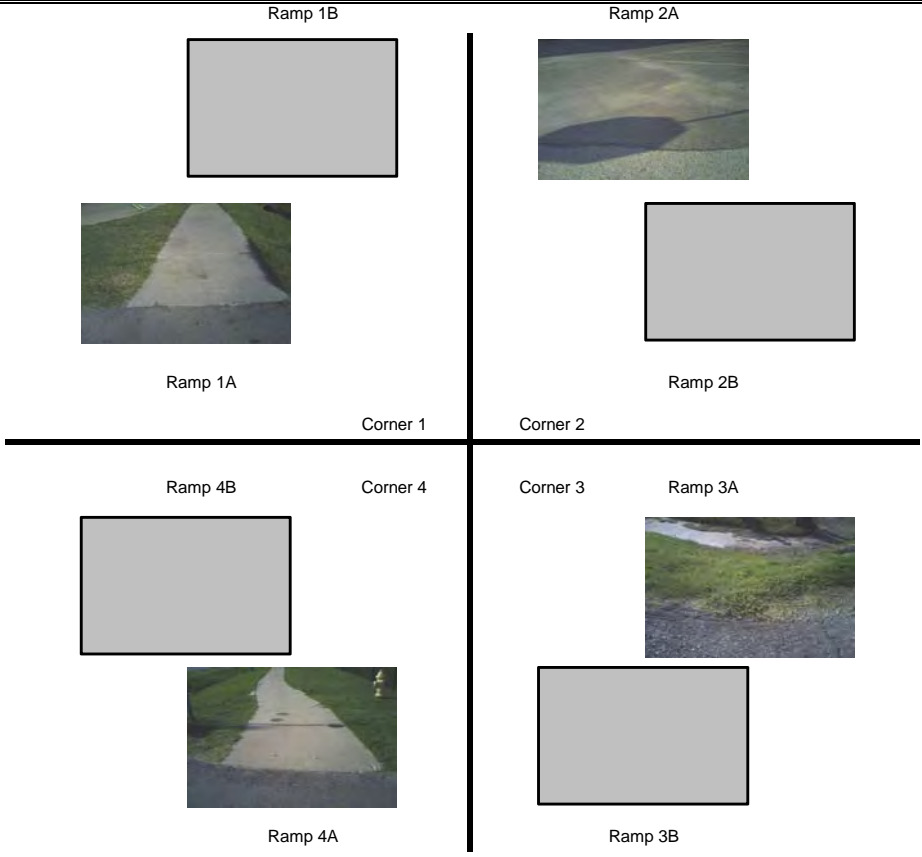 Ramp 1B
Ramp 2A
Ramp 1A
Ramp 2B
Corner 1
Corner 2
Ramp 4B
Corner 4
Corner 3
Ramp 3A
Ramp 4A
Ramp 3B